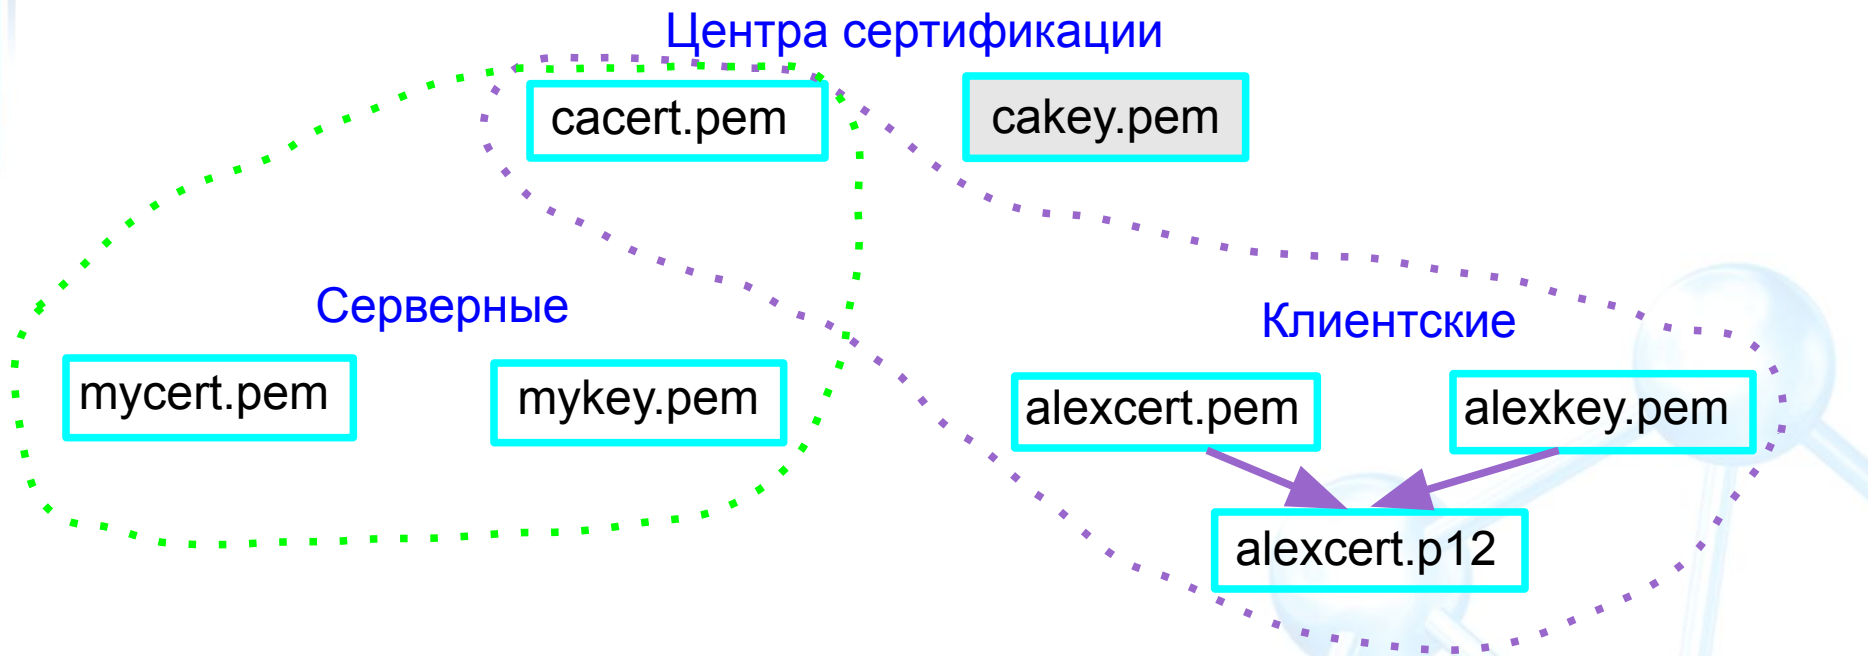 Центра сертификации
cacert.pem
cakey.pem
Серверные
Клиентские
mycert.pem
mykey.pem
alexcert.pem
alexkey.pem
alexcert.p12